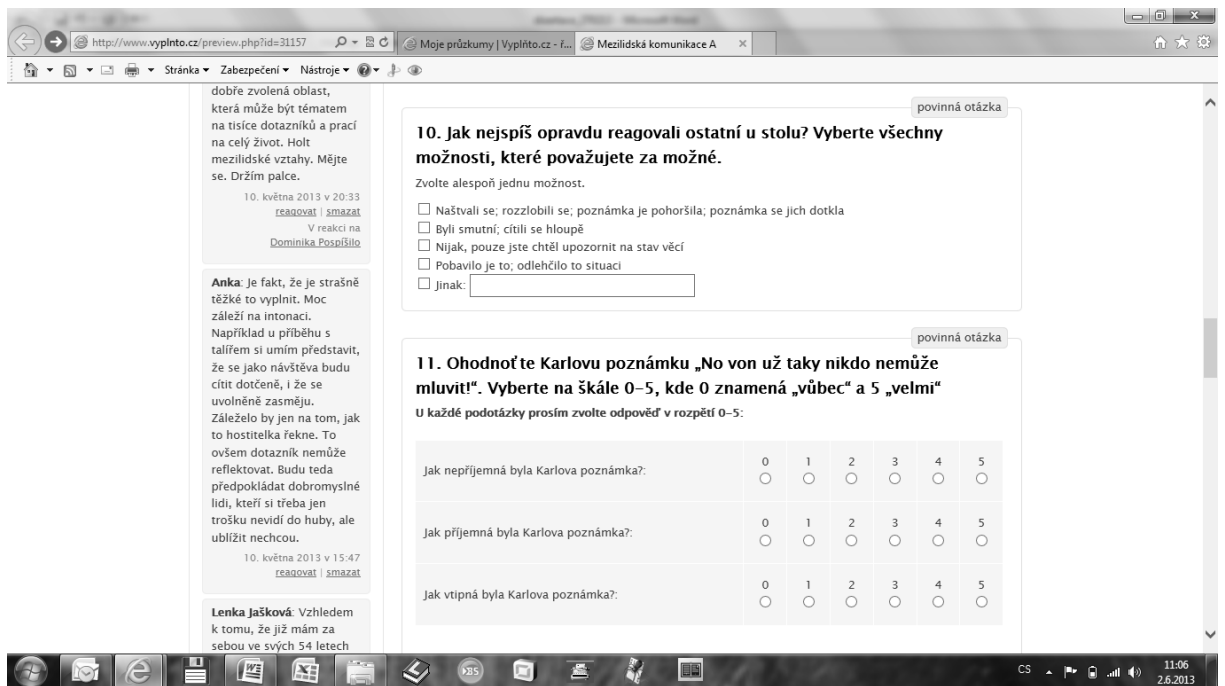 http://www.vyplnto.cz/preview.php?id=31157
Moje průzkumy | Vyplňto.cz - ř...
Mezilidská komunikace A
Stránka
Zabezpečení
Nástroje
dobře zvolená oblast,
která může být tématem
na tisíce dotazníků a prací
na celý život. Holt
mezilidské vztahy. Mějte
se. Držím palce.
10. května 2013 v 20:33
reagovat | smazat
V reakci na
Dominika Pospíšilo
Anka: Je fakt, že je strašně
těžké to vyplnit. Moc
záleží na intonaci.
Například u příběhu s
talířem si umím představit,
že se jako návštěva budu
cítit dotčeně, i že se
uvolněně zasměju.
Záleželo by jen na tom, jak
to hostitelka řekne. To
ovšem dotazník nemůže
reflektovat. Budu teda
předpokládat dobromyslné
lidi, kteří si třeba jen
trošku nevidí do huby, ale
ublížit nechcou.
10. května 2013 v 15:47
reagovat | smazat
Lenka Jašková: Vzhledem
k tomu, že již mám za
sebou ve svých 54 letech
povinná otázka
10. Jak nejspíš opravdu reagovali ostatní u stolu? Vyberte všechny
možnosti, které považujete za možné.
Zvolte alespoň jednu možnost.
Naštvali se; rozzlobili se; poznámka je pohoršila; poznámka se jich dotkla
Byli smutní; cítili se hloupě
Nijak, pouze jste chtěl upozornit na stav věcí
Pobavilo je to; odlehčilo to situaci
Jinak:
povinná otázka
11. Ohodnoťte Karlovu poznámku „No von už taky nikdo nemůže
mluvit!“. Vyberte na škále 0–5, kde 0 znamená „vůbec“ a 5 „velmi“
U každé podotázky prosím zvolte odpověď v rozpětí 0–5:
Jak nepříjemná byla Karlova poznámka?: 0 1 2 3 4 5
Jak příjemná byla Karlova poznámka?: 0 1 2 3 4 5
Jak vtipná byla Karlova poznámka?: 0 1 2 3 4 5
CS
11:06
2.6.2013